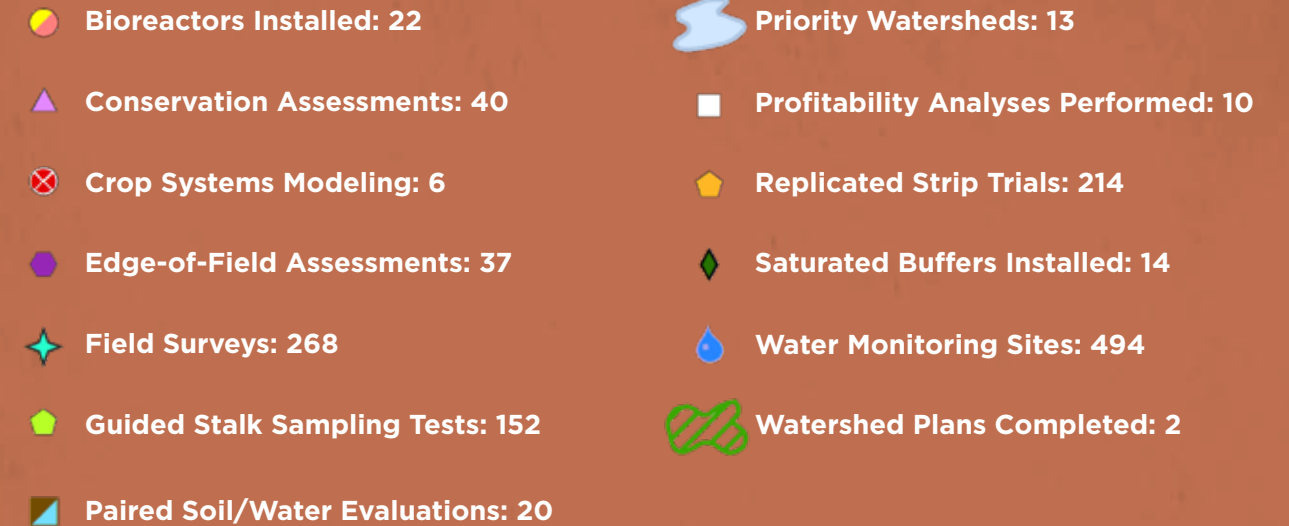 Bioreactors Installed: 22
Conservation Assessments: 40
Crop Systems Modeling: 6
Edge-of-Field Assessments: 37
Field Surveys: 268
Guided Stalk Sampling Tests: 152
Paired Soil/Water Evaluations: 20
Priority Watersheds: 13
Profitability Analyses Performed: 10
Replicated Strip Trials: 214
Saturated Buffers Installed: 14
Water Monitoring Sites: 494
Watershed Plans Completed: 2